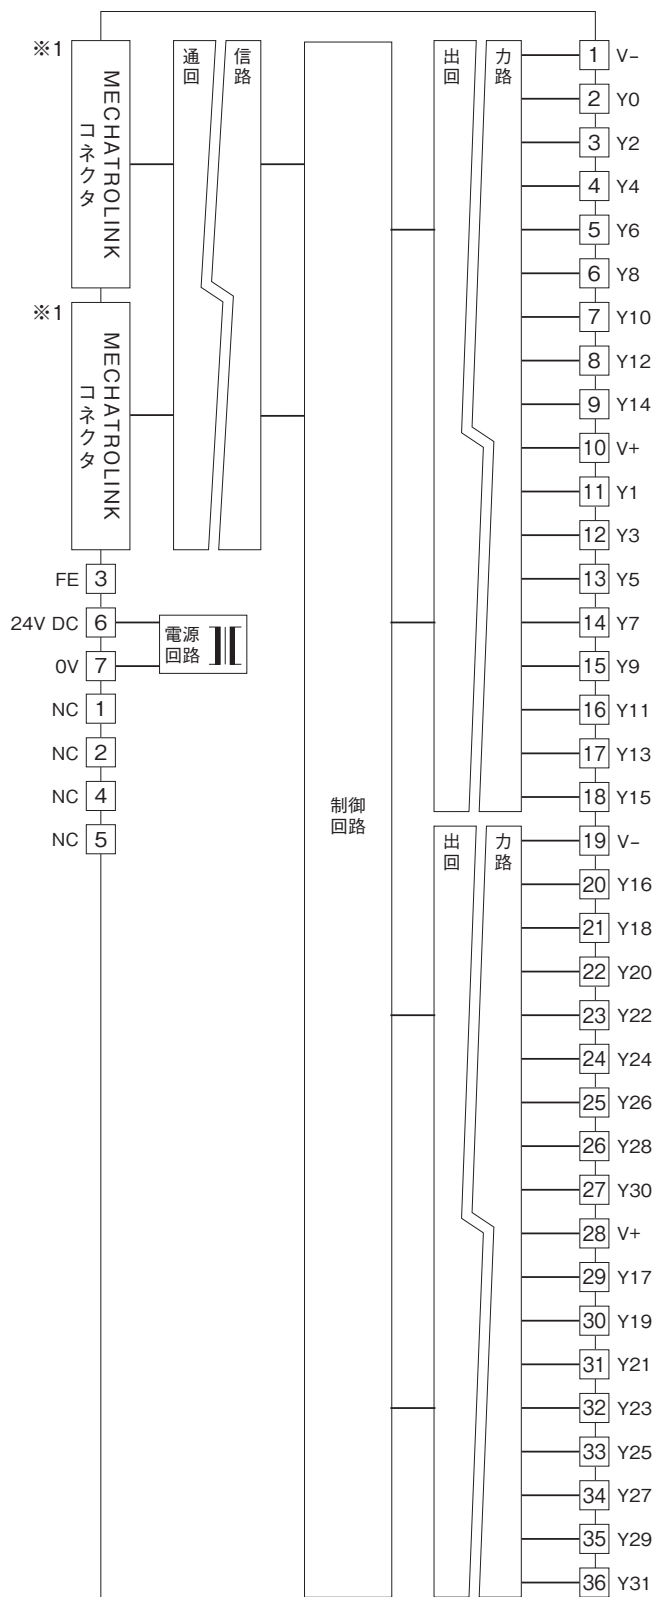 ※1
MECHATROLINK
コネクタ
※1
MECHATROLINK
コネクタ
FE 3
24V DC 6
0V 7
NC 1
NC 2
NC 4
NC 5
通信
回路
電源
回路
制御
回路
出力
回路
出力
回路
1 V−
2 Y0
3 Y2
4 Y4
5 Y6
6 Y8
7 Y10
8 Y12
9 Y14
10 V+
11 Y1
12 Y3
13 Y5
14 Y7
15 Y9
16 Y11
17 Y13
18 Y15
19 V−
20 Y16
21 Y18
22 Y20
23 Y22
24 Y24
25 Y26
26 Y28
27 Y30
28 V+
29 Y17
30 Y19
31 Y21
32 Y23
33 Y25
34 Y27
35 Y29
36 Y31